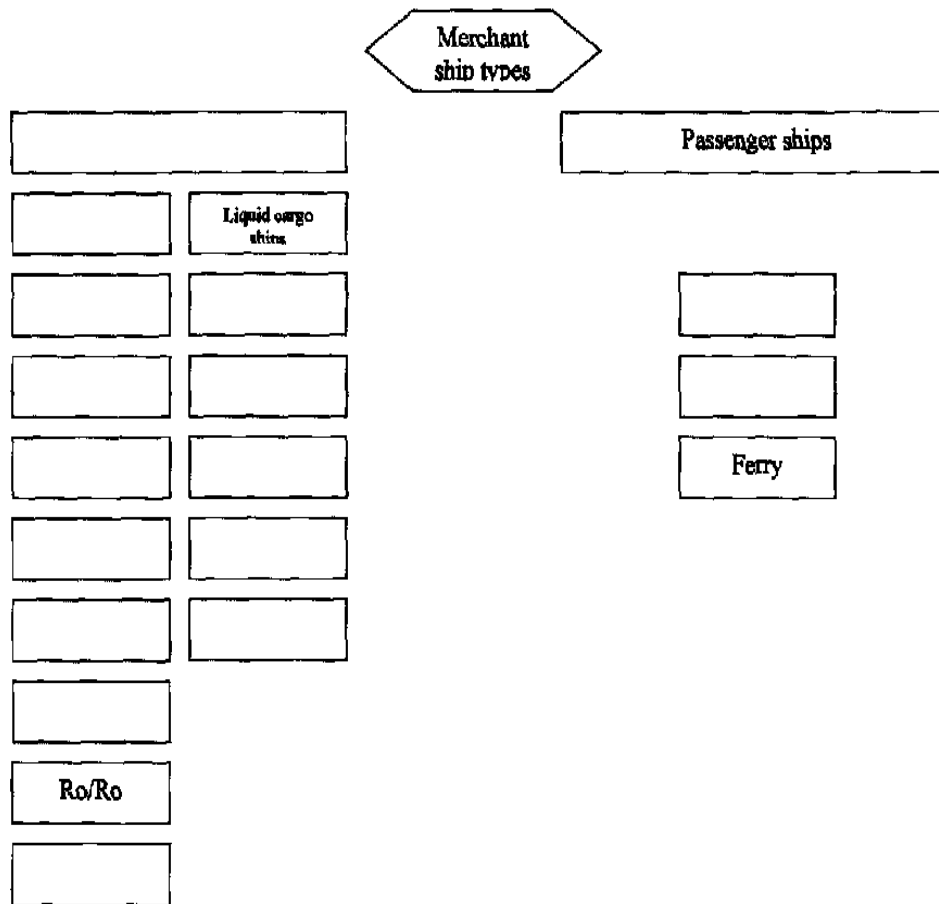 Merchant
ship types
Passenger ships
Liquid cargo
ships
Ferry
Ro/Ro